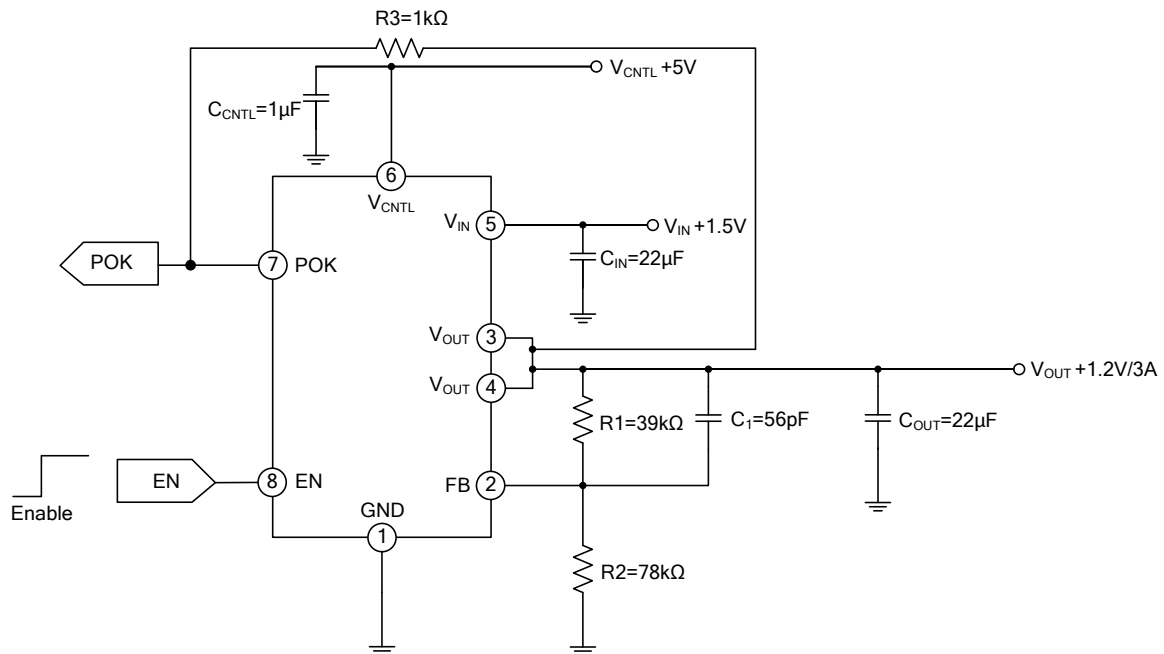 R3=1kΩ
VCNTL +5V
CCNTL=1μF
6
VCNTL
VIN
5
VIN +1.5V
POK
7
POK
CIN=22μF
VOUT
3
VOUT
4
VOUT +1.2V/3A
R1=39kΩ
C1=56pF
COUT=22μF
Enable
EN
8
EN
FB
2
GND
1
R2=78kΩ